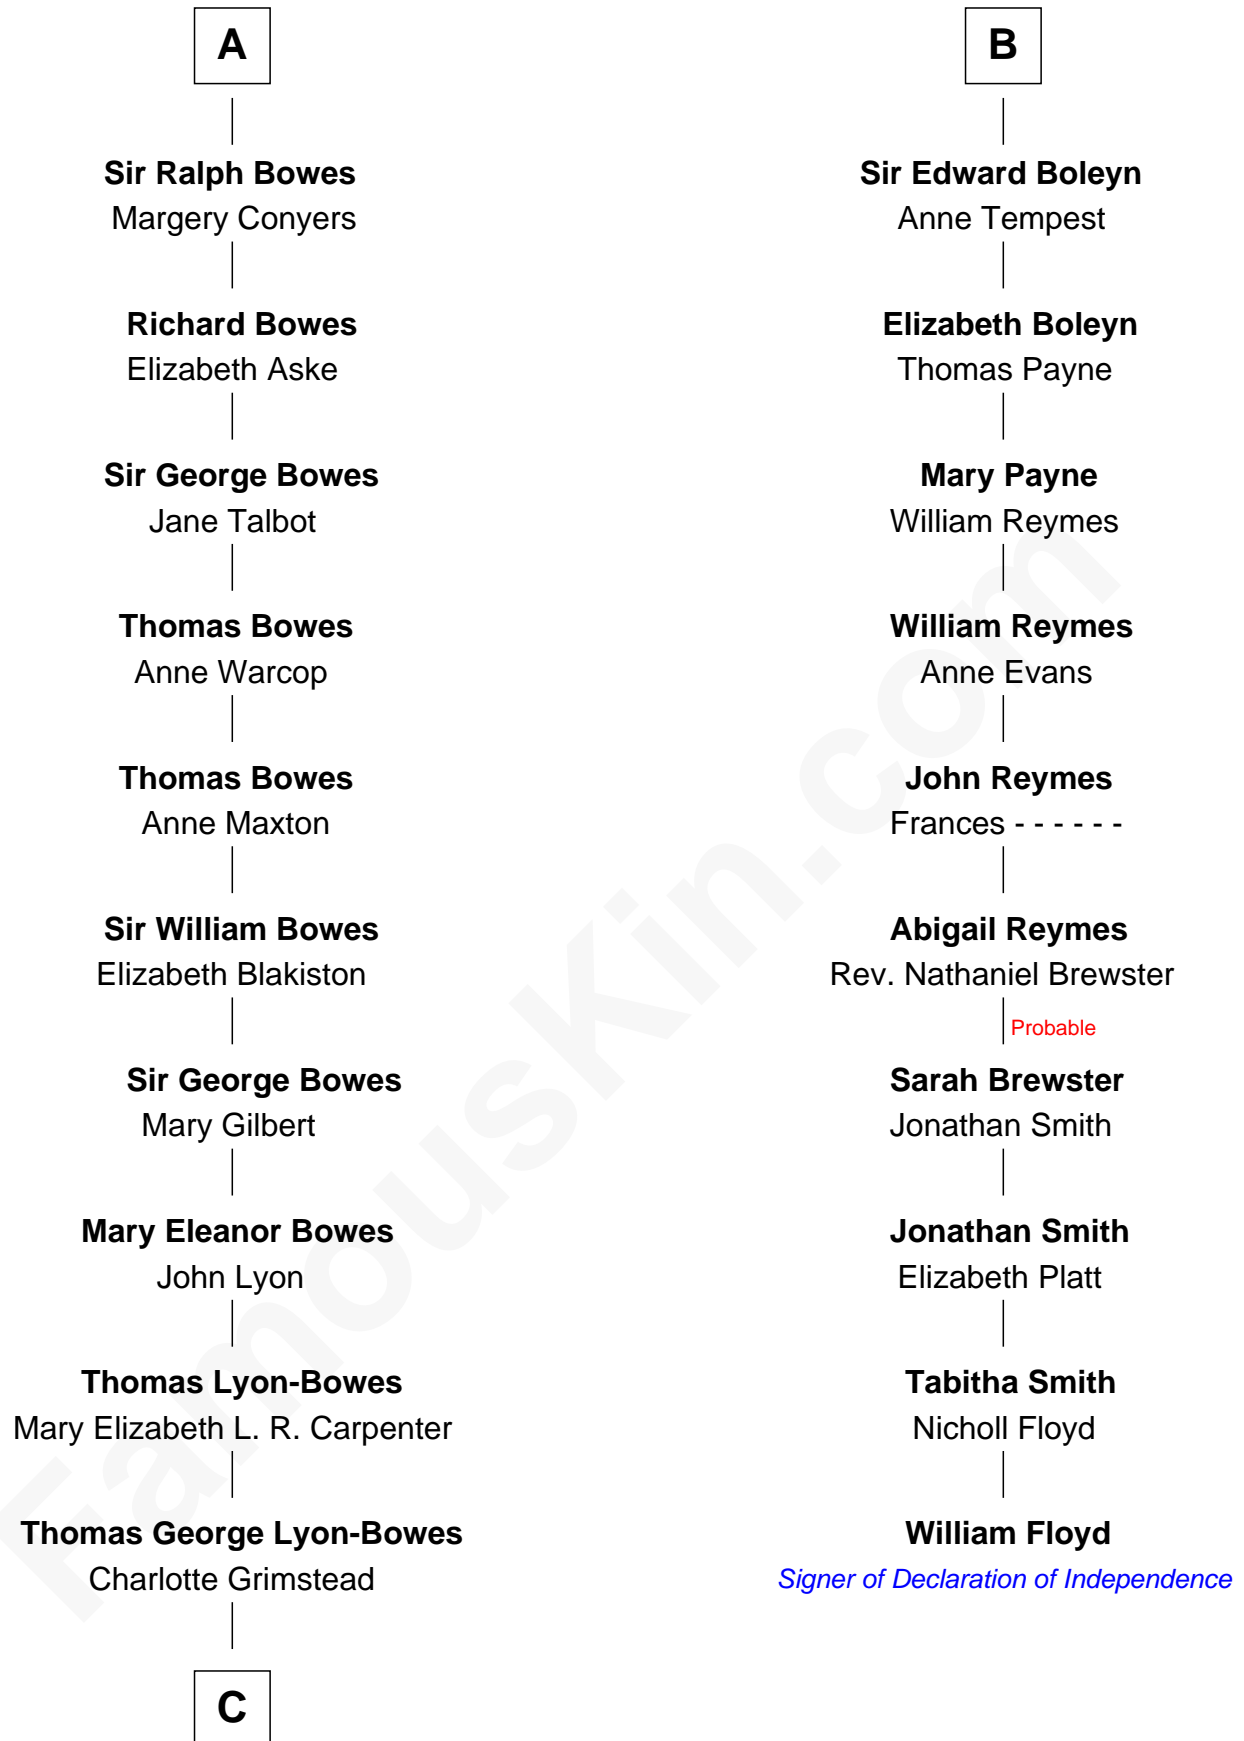 A
Sir Ralph Bowes
Margery Conyers
Richard Bowes
Elizabeth Aske
Sir George Bowes
Jane Talbot
Thomas Bowes
Anne Warcop
Thomas Bowes
Anne Maxton
Sir William Bowes
Elizabeth Blakiston
Sir George Bowes
Mary Gilbert
Mary Eleanor Bowes
John Lyon
Thomas Lyon-Bowes
Mary Elizabeth L. R. Carpenter
Thomas George Lyon-Bowes
Charlotte Grimstead
C
B
Sir Edward Boleyn
Anne Tempest
Elizabeth Boleyn
Thomas Payne
Mary Payne
William Reymes
William Reymes
Anne Evans
John Reymes
Frances - - - - - -
Abigail Reymes
Rev. Nathaniel Brewster
Probable
Sarah Brewster
Jonathan Smith
Jonathan Smith
Elizabeth Platt
Tabitha Smith
Nicholl Floyd
William Floyd
Signer of Declaration of Independence
FamousKin.com